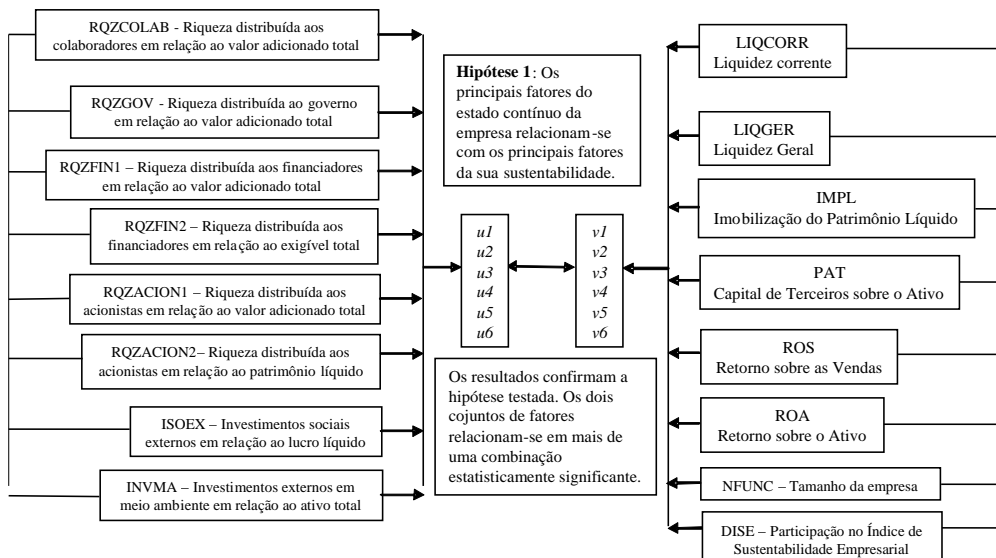 RQZCOLAB - Riqueza distribuída aos
colaboradores em relação ao valor adicionado total
RQZGOV - Riqueza distribuída ao governo
em relação ao valor adicionado total
RQZFIN1 – Riqueza distribuída aos financiadores
em relação ao valor adicionado total
RQZFIN2 – Riqueza distribuída aos
financiadores em relação ao exigível total
RQZACION1 – Riqueza distribuída aos
acionistas em relação ao valor adicionado total
RQZACION2– Riqueza distribuída aos
acionistas em relação ao patrimônio líquido
ISOEX – Investimentos sociais
externos em relação ao lucro líquido
INVMA – Investimentos externos em
meio ambiente em relação ao ativo total
Hipótese 1: Os
principais fatores do
estado contínuo da
empresa relacionam-se
com os principais fatores
da sua sustentabilidade.
u1
u2
u3
u4
u5
u6
v1
v2
v3
v4
v5
v6
Os resultados confirmam a
hipótese testada. Os dois
cojuntos de fatores
relacionam-se em mais de
uma combinação
estatisticamente significante.
LIQCORR
Liquidez corrente
LIQGER
Liquidez Geral
IMPL
Imobilização do Patrimônio Líquido
PAT
Capital de Terceiros sobre o Ativo
ROS
Retorno sobre as Vendas
ROA
Retorno sobre o Ativo
NFUNC – Tamanho da empresa
DISE – Participação no Índice de
Sustentabilidade Empresarial